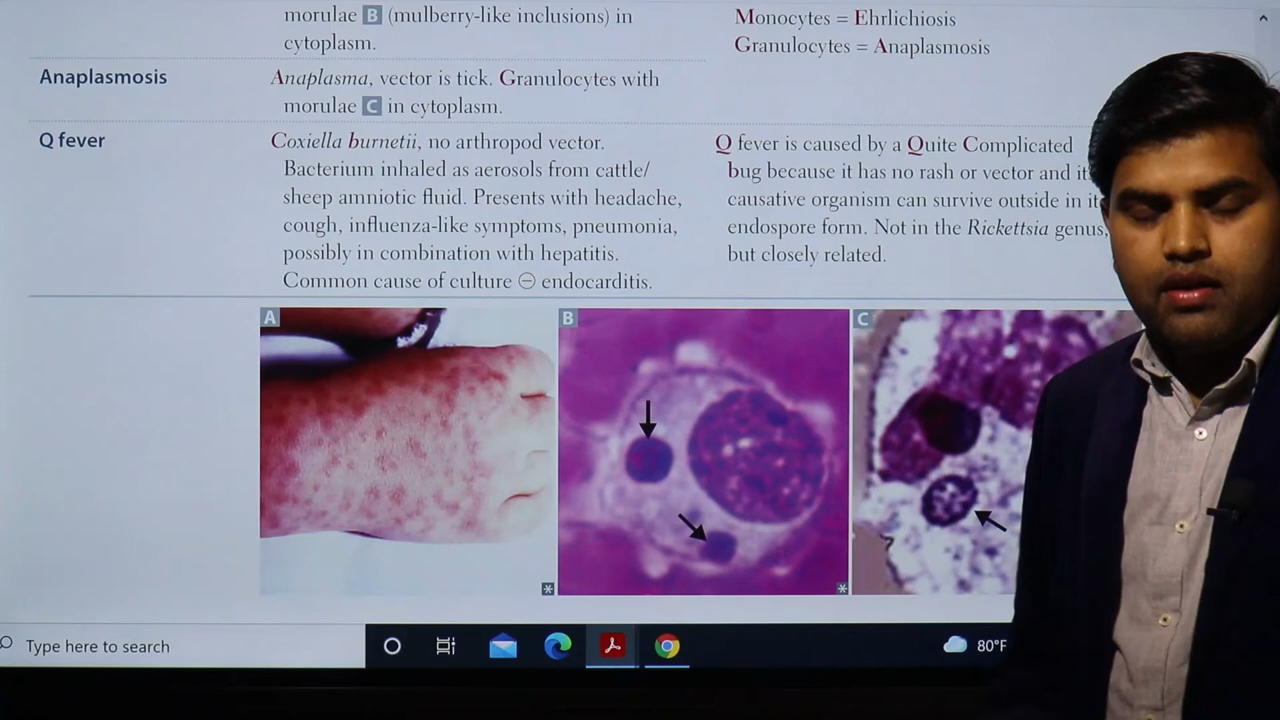 morulae B (mulberry-like inclusions) in
cytoplasm.
Monocytes = Ehrlichiosis
Granulocytes = Anaplasmosis
Anaplasmosis
Anaplasma, vector is tick. Granulocytes with
morulae C in cytoplasm.
Q fever
Coxiella burnetii, no arthropod vector.
Bacterium inhaled as aerosols from cattle/
sheep amniotic fluid. Presents with headache,
cough, influenza-like symptoms, pneumonia,
possibly in combination with hepatitis.
Common cause of culture ⊖ endocarditis.
Q fever is caused by a Quite Complicated
bug because it has no rash or vector and
causative organism can survive outside in
endospore form. Not in the Rickettsia genus,
but closely related.
A
B
C
Type here to search
80°F